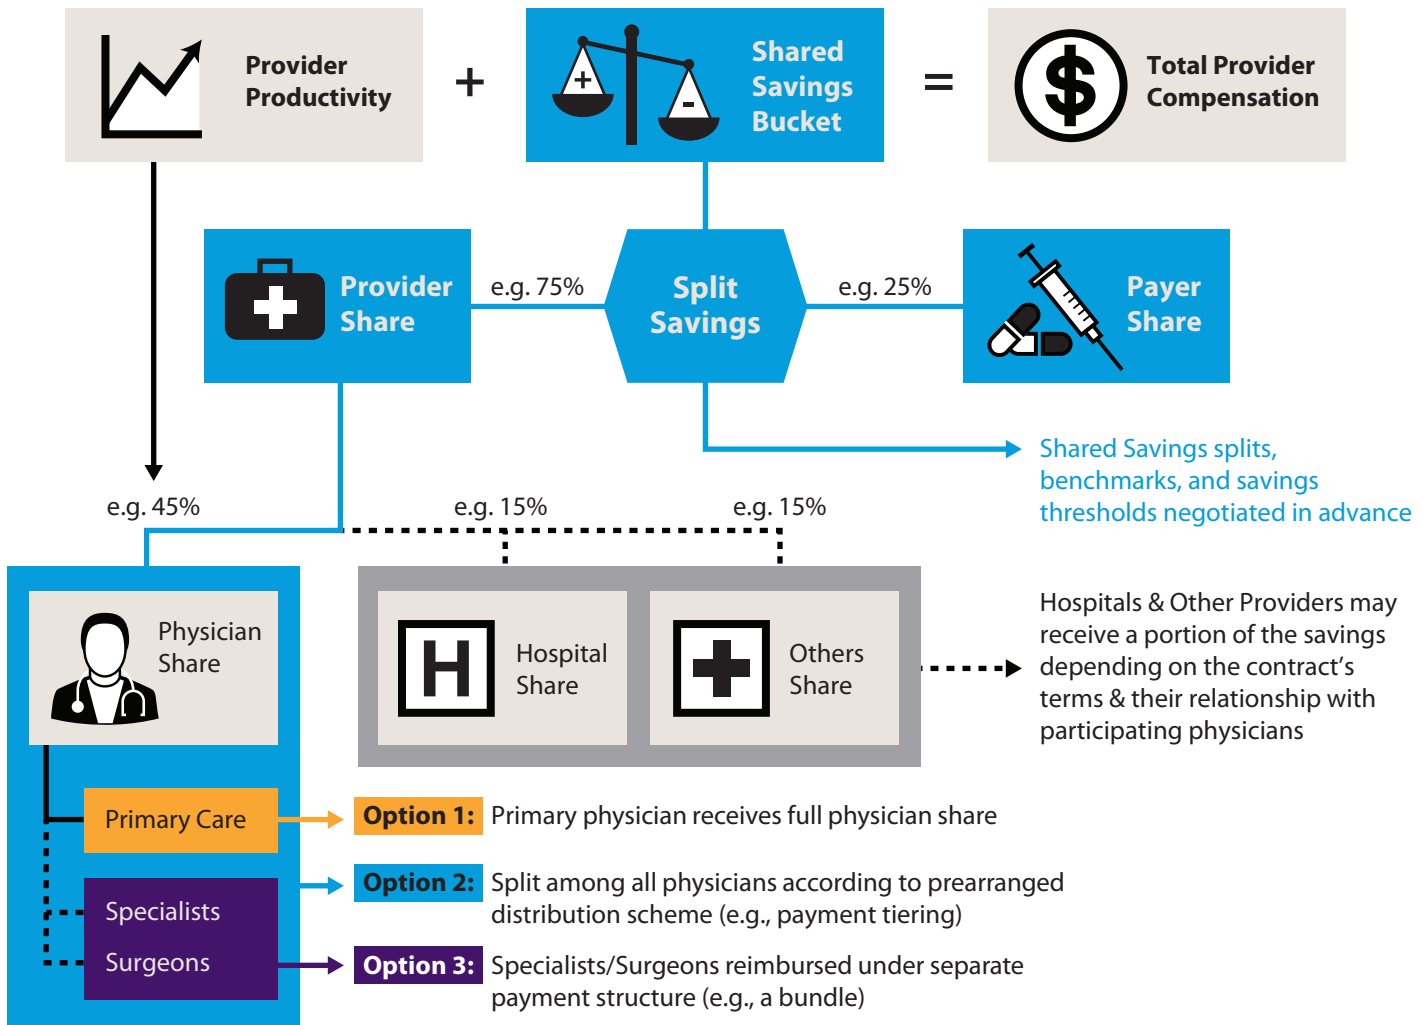 Provider
Productivity
+
+
-
Shared
Savings
Bucket
=
$
Total Provider
Compensation
Provider
Share
e.g. 75%
Split
Savings
e.g. 25%
Payer
Share
Shared Savings splits,
benchmarks, and savings
thresholds negotiated in advance
e.g. 45%
e.g. 15%
e.g. 15%
Physician
Share
H
Hospital
Share
Others
Share
Hospitals & Other Providers may
receive a portion of the savings
depending on the contract's
terms & their relationship with
participating physicians
Primary Care
Option 1: Primary physician receives full physician share
Option 2: Split among all physicians according to prearranged
distribution scheme (e.g., payment tiering)
Specialists
Surgeons
Option 3: Specialists/Surgeons reimbursed under separate
payment structure (e.g., a bundle)